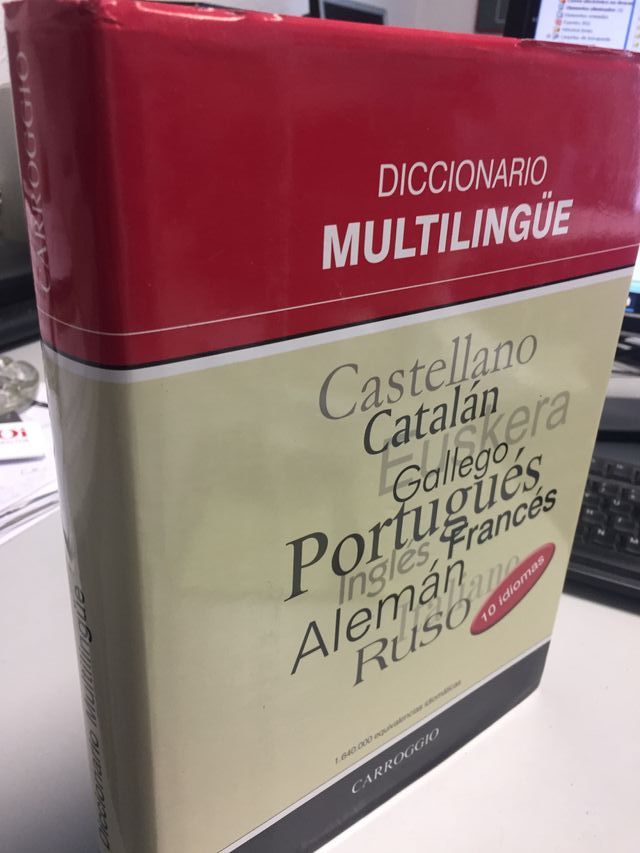 CARROGGIO
Diccionario Multilingüe
DICCIONARIO
MULTILINGÜE
Castellano
Catalán
Euskera
Gallego
Portugués
Francés
Inglés
Alemán
Italiano
Ruso
10 idiomas
1.640.000 equivalencias idiomáticas
CARROGGIO